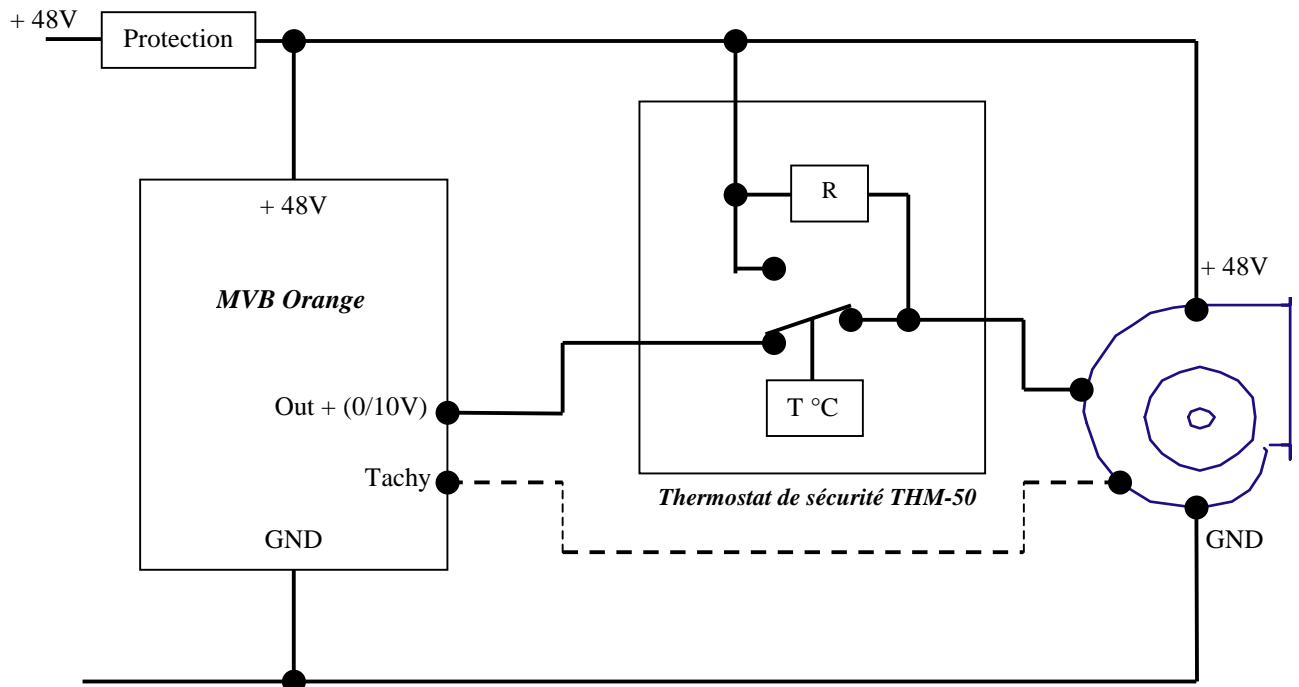 + 48V
Protection
+ 48V
R
MVB Orange
+ 48V
Out + (0/10V)
T °C
Tachy
Thermostat de sécurité THM-50
GND
GND